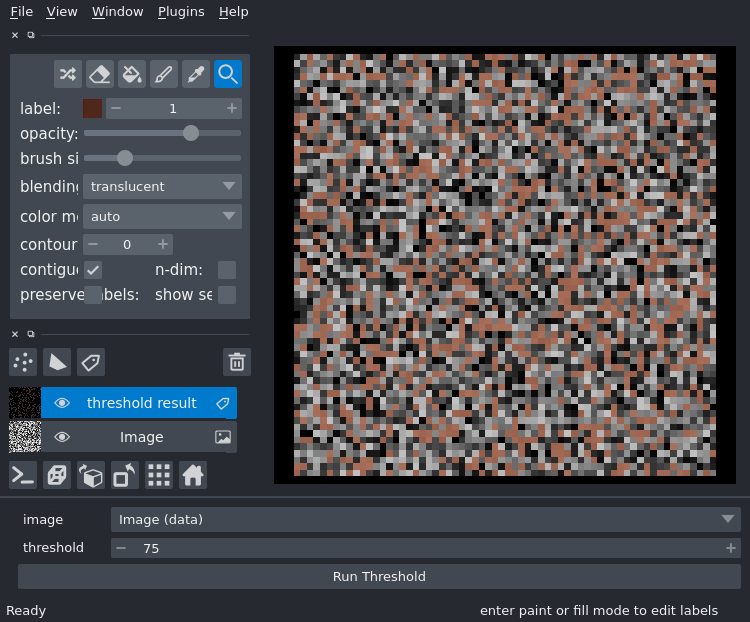 File View Window Plugins Help
label: 1
opacity:
brush si
blending translucent
color m auto
contour 0
contigu n-dim:
preserve abels: show se
threshold result
Image
image Image (data)
threshold 75
Run Threshold
Ready enter paint or fill mode to edit labels